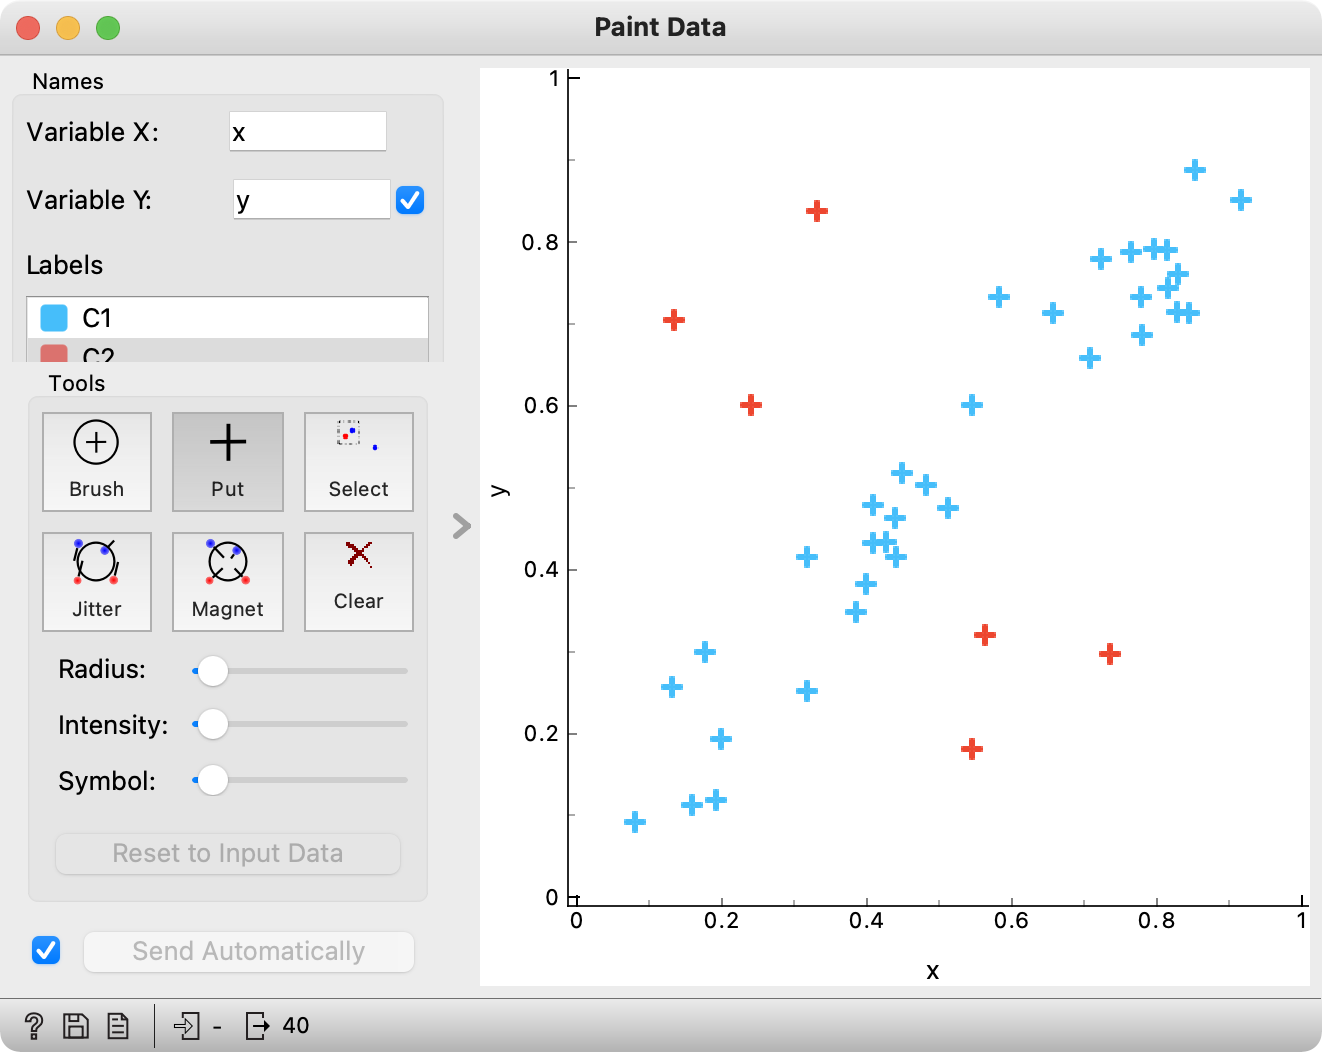 Paint Data
Names
Variable X:
x
Variable Y:
y
Labels
C1
C2
Tools
Brush
Put
Select
Jitter
Magnet
Clear
Radius:
Intensity:
Symbol:
Reset to Input Data
Send Automatically
? - 40
1
0.8
0.6
0.4
0.2
0
y
0 0.2 0.4 0.6 0.8 1
x